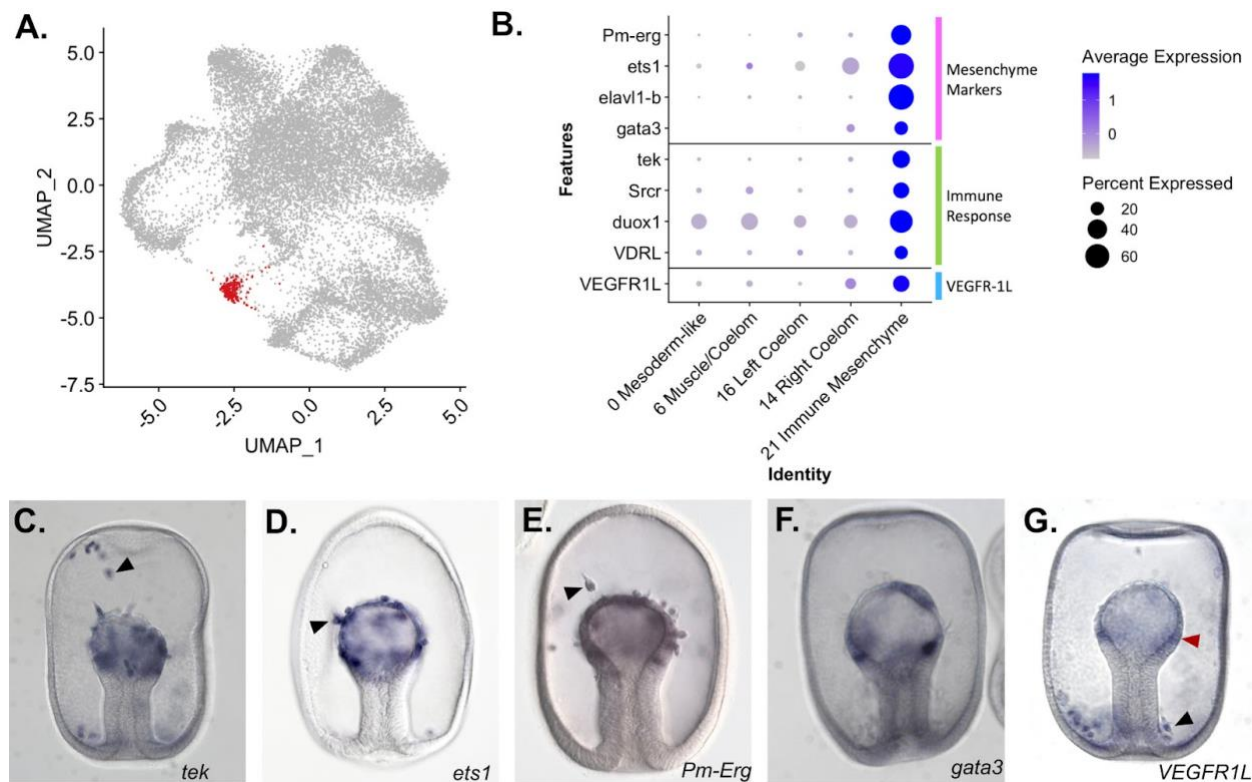 A.
5.0
2.5
0.0
-2.5
-5.0
-7.5
UMAP_2
-5.0
-2.5
0.0
2.5
5.0
UMAP_1
B.
Features
Pm-erg
ets1
elavl1-b
gata3
tek
Srcr
duox1
VDRL
VEGFR1L
Mesenchyme
Markers
Immune
Response
VEGFR-1L
0 Mesoderm-like
6 Muscle/Coelom
16 Left Coelom
14 Right Coelom
21 Immune Mesenchyme
Identity
Average Expression
1
0
Percent Expressed
20
40
60
C.
tek
D.
ets1
E.
Pm-Erg
F.
gata3
G.
VEGFR1L